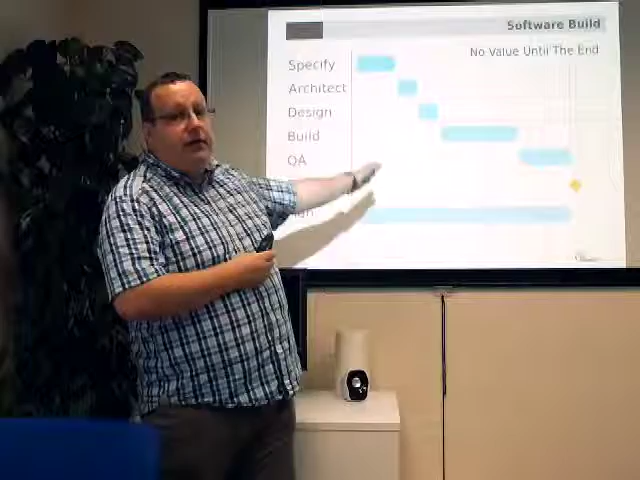 Software Build
No Value Until The End
Specify
Architect
Design
Build
QA